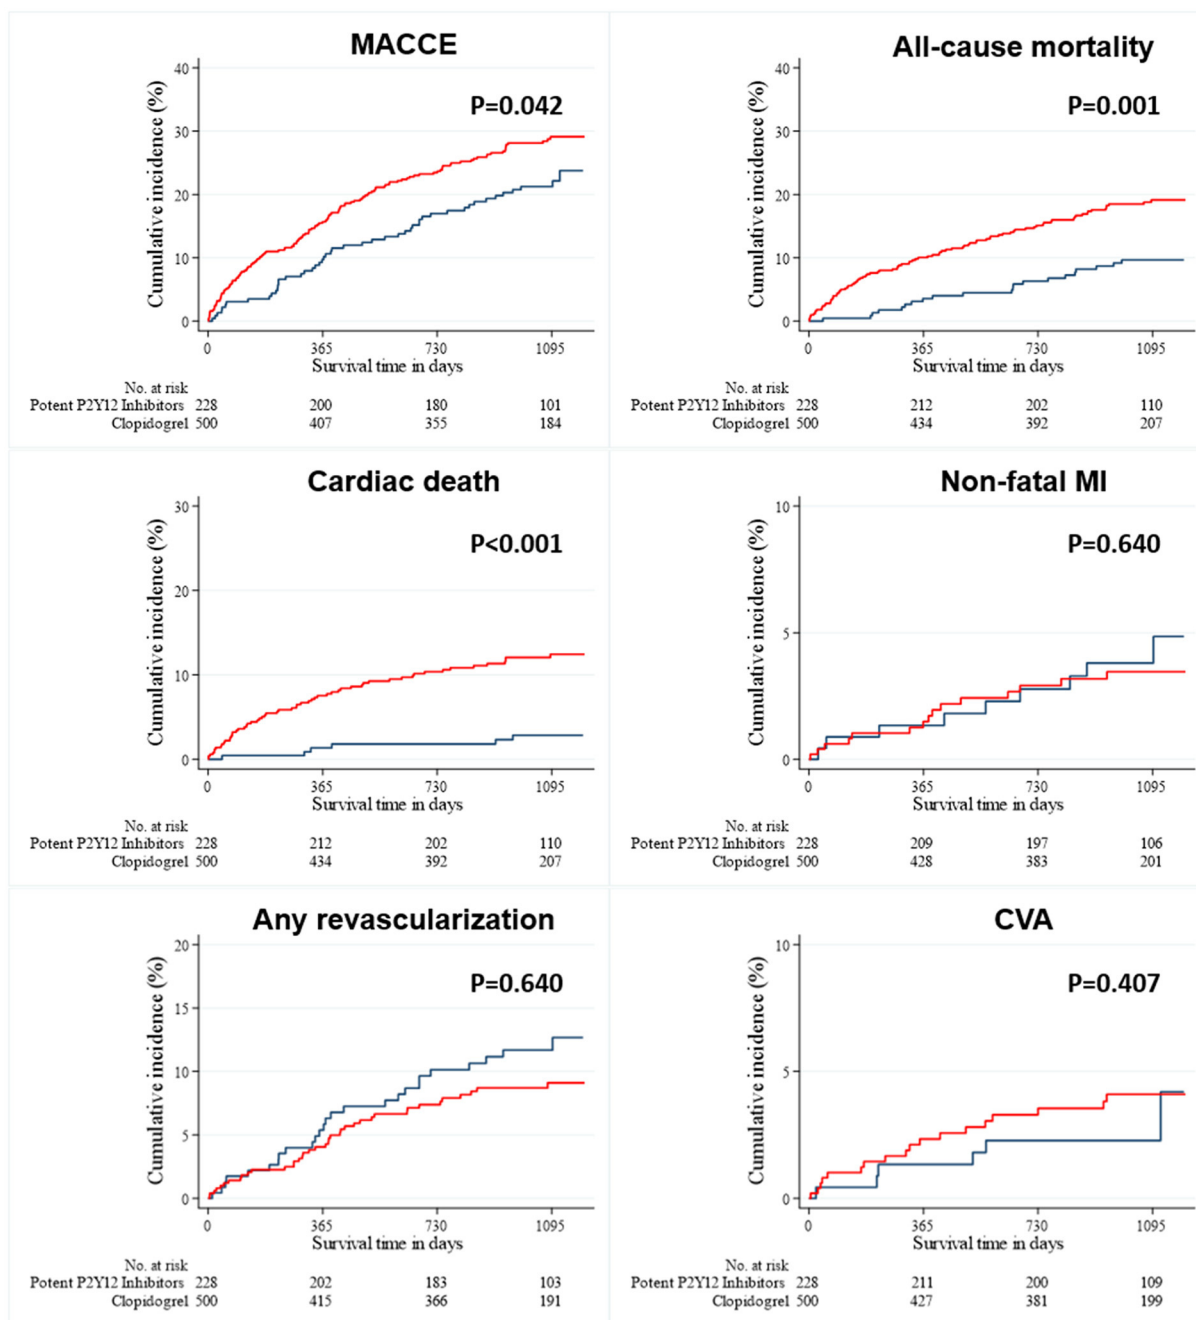 MACCE
40
P=0.042
30
20
10
0
Cumulative incidence (%)
0 365 730 1095
Survival time in days
No. at risk
Potent P2Y12 Inhibitors 228 200 180 101
Clopidogrel 500 407 355 184
All-cause mortality
40
P=0.001
30
20
10
0
Cumulative incidence (%)
0 365 730 1095
Survival time in days
No. at risk
Potent P2Y12 Inhibitors 228 212 202 110
Clopidogrel 500 434 392 207
Cardiac death
30
P<0.001
20
10
0
Cumulative incidence (%)
0 365 730 1095
Survival time in days
No. at risk
Potent P2Y12 Inhibitors 228 212 202 110
Clopidogrel 500 434 392 207
Non-fatal MI
10
P=0.640
5
0
Cumulative incidence (%)
0 365 730 1095
Survival time in days
No. at risk
Potent P2Y12 Inhibitors 228 209 197 106
Clopidogrel 500 428 383 201
Any revascularization
20
P=0.640
15
10
5
0
Cumulative incidence (%)
0 365 730 1095
Survival time in days
No. at risk
Potent P2Y12 Inhibitors 228 202 183 103
Clopidogrel 500 415 366 191
CVA
10
P=0.407
5
0
Cumulative incidence (%)
0 365 730 1095
Survival time in days
No. at risk
Potent P2Y12 Inhibitors 228 211 200 109
Clopidogrel 500 427 381 199